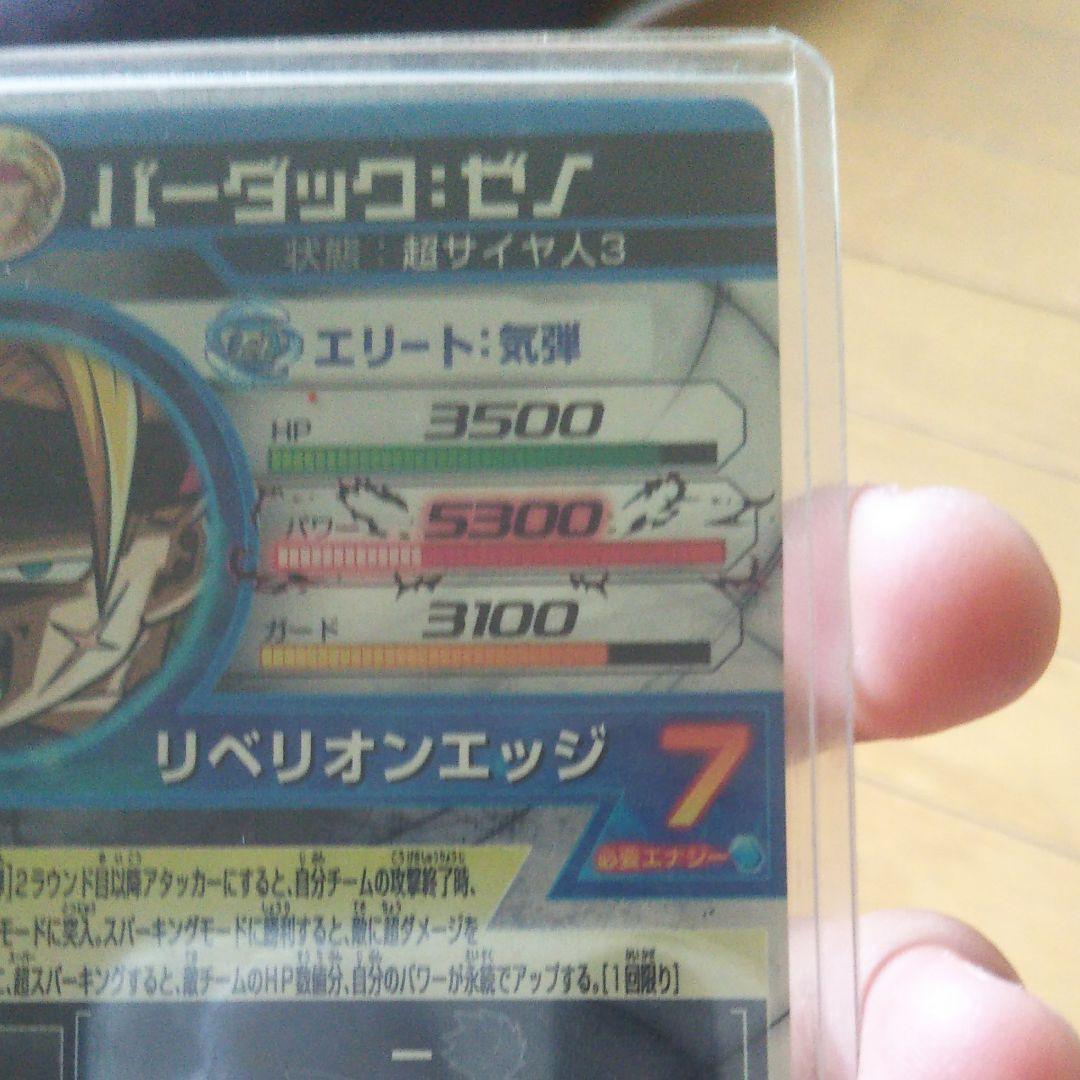 バーダック:ゼノ
状態:超サイヤ人3
エリート:気弾
HP 3500
パワー 5300
ガード 3100
リベリオンエッジ
7
必要エナジー
]2ラウンド目以降アタッカーにすると、自分チームの攻撃終了時、
モードに突入。スパーキングモードに勝利すると、敵に超ダメージを
、超スパーキングすると、敵チームのHP数値分、自分のパワーが永続でアップする。[1回限り]
ー